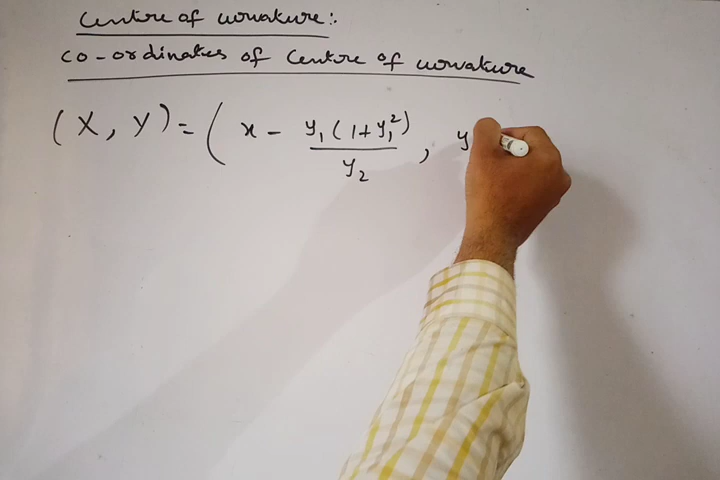 Centre of curvature:
Co-ordinates of Centre of curvature
(X, Y) = ( x - y₁(1+y₁²)/y₂ , y